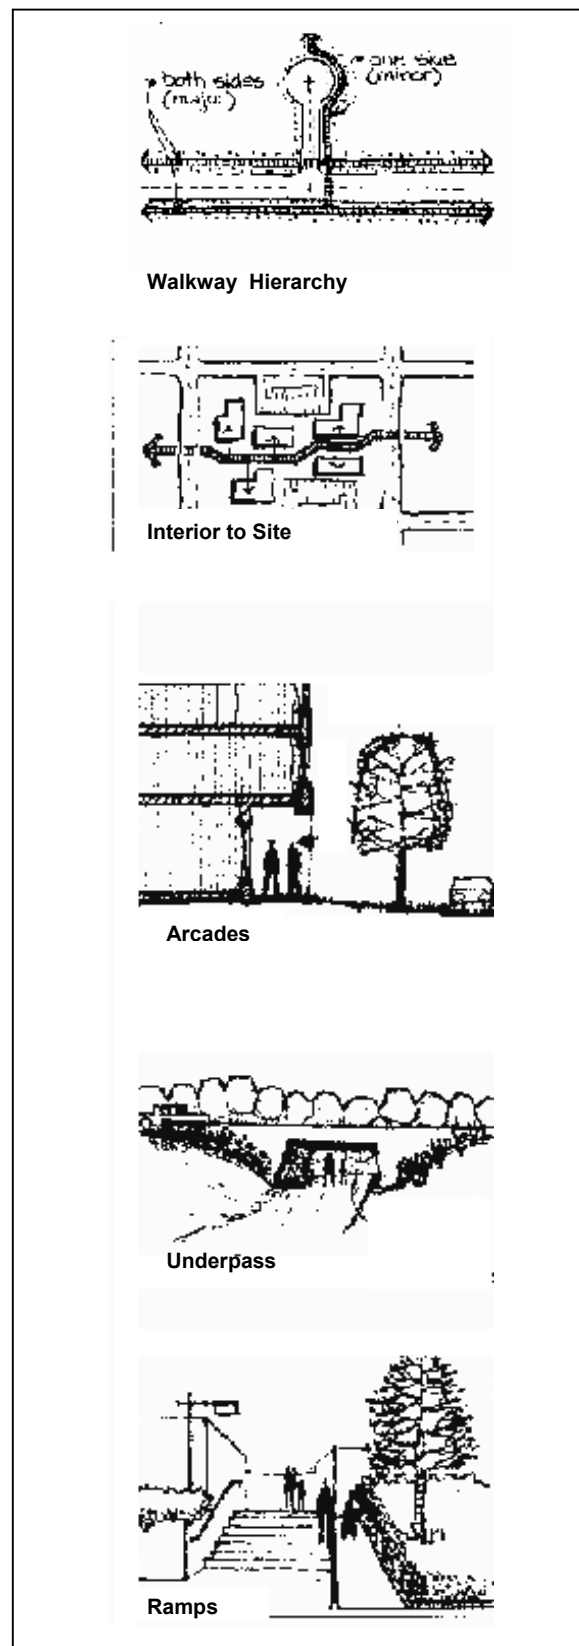 one side
(minor)
both sides
(major)
Walkway Hierarchy
Interior to Site
Arcades
Underpass
Ramps